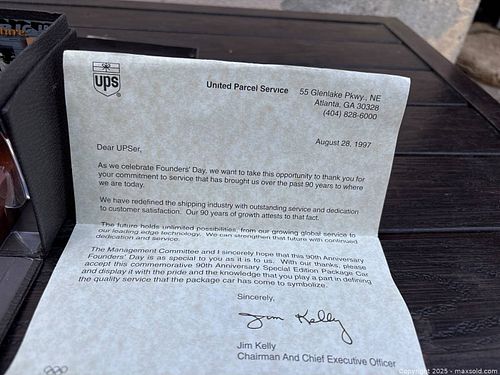 ups
United Parcel Service
55 Glenlake Pkwy., NE
Atlanta, GA 30328
(404) 828-6000
August 28, 1997
Dear UPSer,
As we celebrate Founders' Day, we want to take this opportunity to thank you for
your commitment to service that has brought us over the past 90 years to where
we are today.
We have redefined the shipping industry with outstanding service and dedication
to customer satisfaction. Our 90 years of growth attests to that fact.
The future holds unlimited possibilities, from our growing global service to
our leading edge technology. We can strengthen that future with continued
dedication and service.
The Management Committee and I sincerely hope that this 90th Anniversary
Founders' Day is as special to you as it is to us. With our thanks, please
accept this commemorative 90th Anniversary Special Edition Package Car
and display it with the pride and the knowledge that you play a part in defining
the quality service that the package car has come to symbolize.
Sincerely,
Jim Kelly
Jim Kelly
Chairman And Chief Executive Officer
Copyright 2025 - maxsold.com